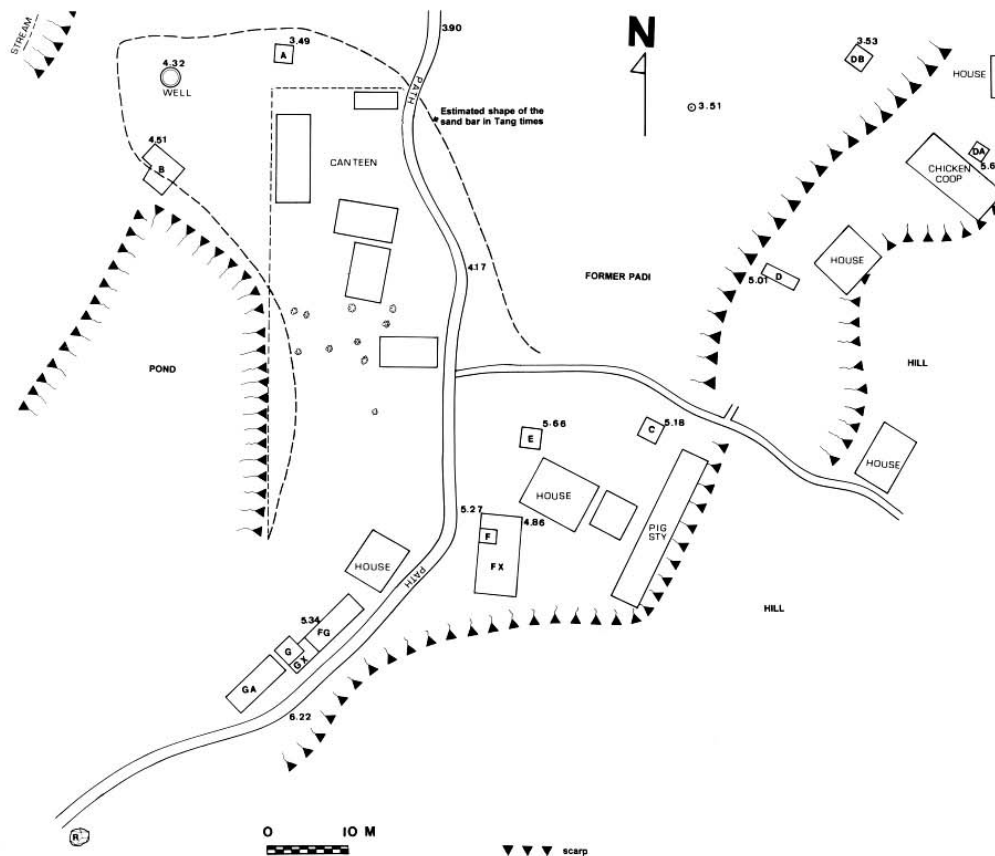 STREAM
3.49
A
3.90
N
3.53
DB
HOUSE
4.32
WELL
PATH
3.51
Estimated shape of the
sand bar in Tang times
4.51
B
CANTEEN
DA
5.6
CHICKEN
COOP
HOUSE
4.17
FORMER PADI
5.01
D
POND
HILL
E
5.66
C
5.18
HOUSE
HOUSE
5.27
4.86
F
FX
PIG
STY
HOUSE
PATH
HILL
5.34
FG
G
GX
GA
6.22
R
0
10 M
scarp